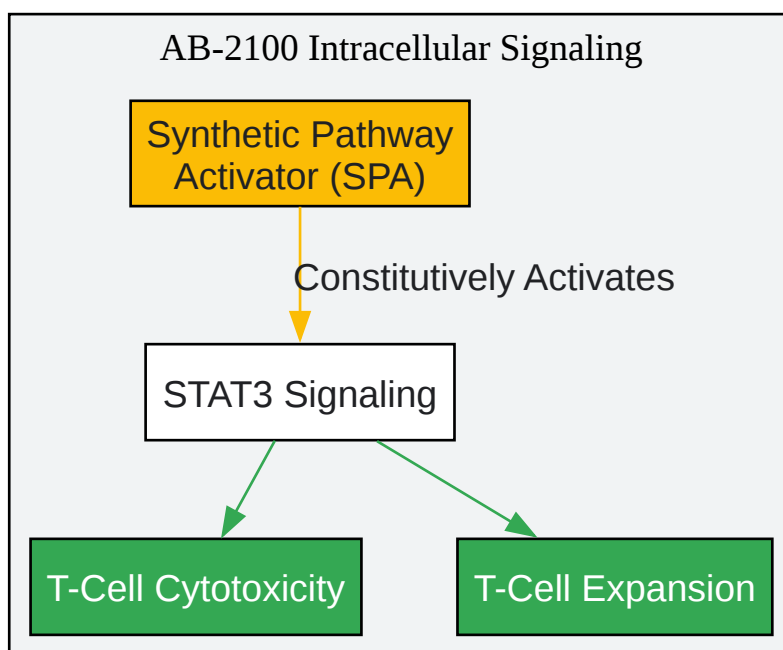 AB-2100 Intracellular Signaling
Synthetic Pathway
Activator (SPA)
Constitutively Activates
STAT3 Signaling
T-Cell Cytotoxicity
T-Cell Expansion